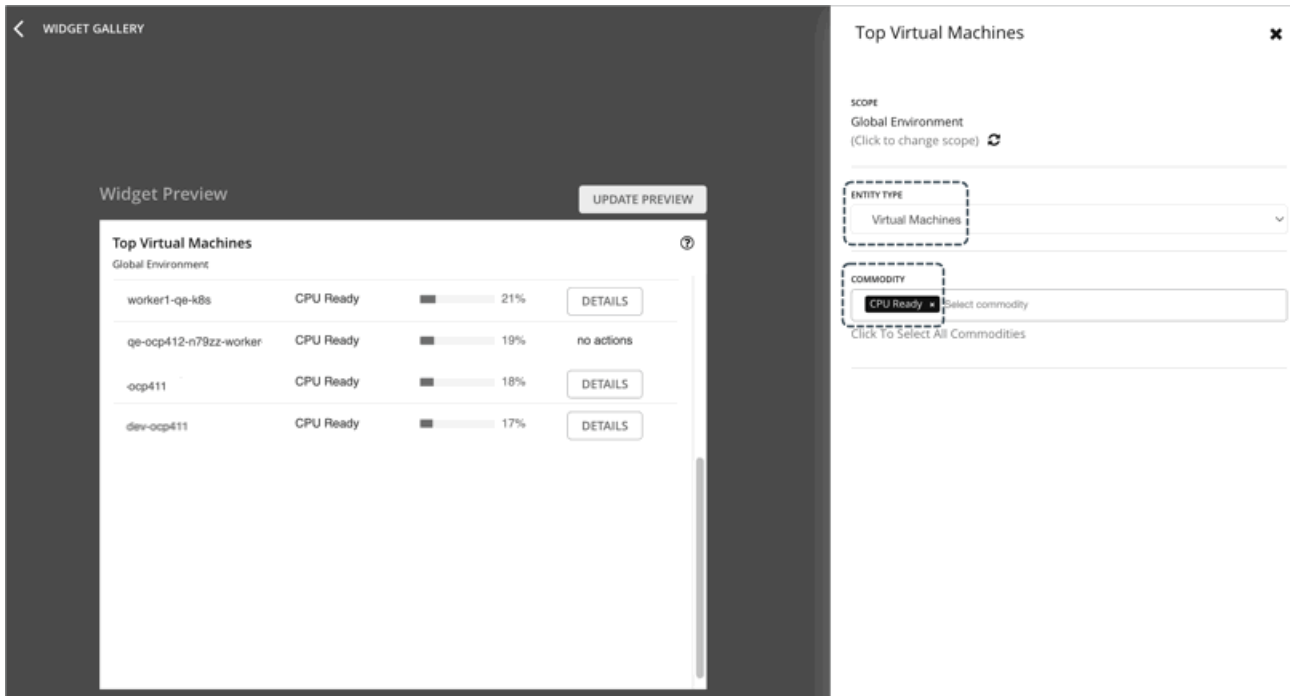 WIDGET GALLERY
Widget Preview
UPDATE PREVIEW
Top Virtual Machines
Global Environment
worker1-qe-k8s CPU Ready 21% DETAILS
qe-ocp412-n79zz-worker CPU Ready 19% no actions
-ocp411 CPU Ready 18% DETAILS
dev-ocp411 CPU Ready 17% DETAILS
Top Virtual Machines
SCOPE
Global Environment
(Click to change scope)
ENTITY TYPE
Virtual Machines
COMMODITY
CPU Ready × Select commodity
Click To Select All Commodities